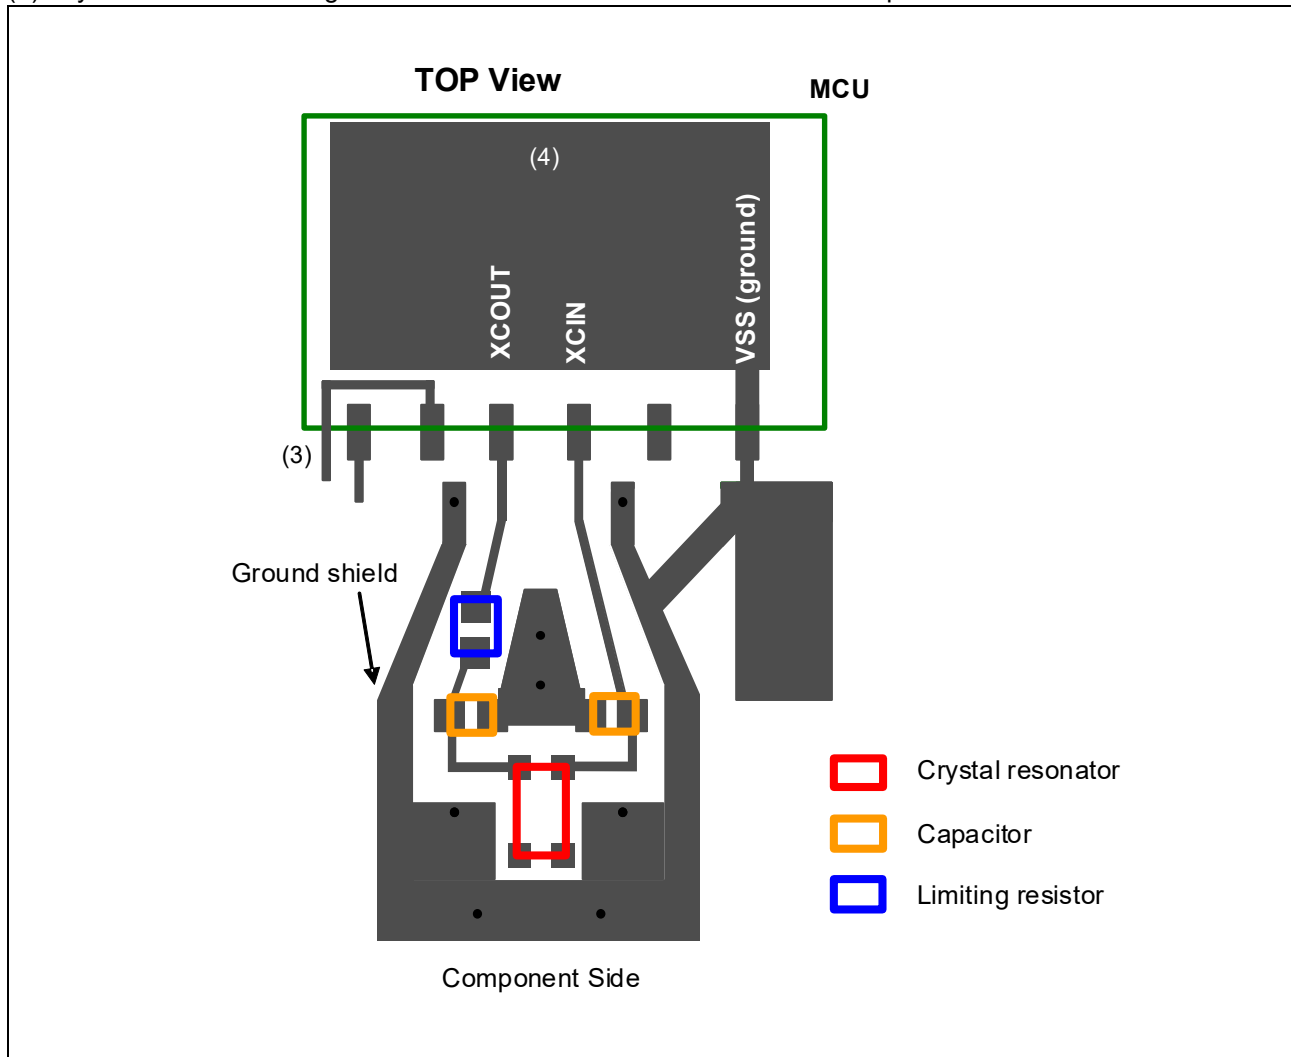 TOP View
MCU
(4)
XCOUT
XCIN
VSS (ground)
(3)
Ground shield
Crystal resonator
Capacitor
Limiting resistor
Component Side